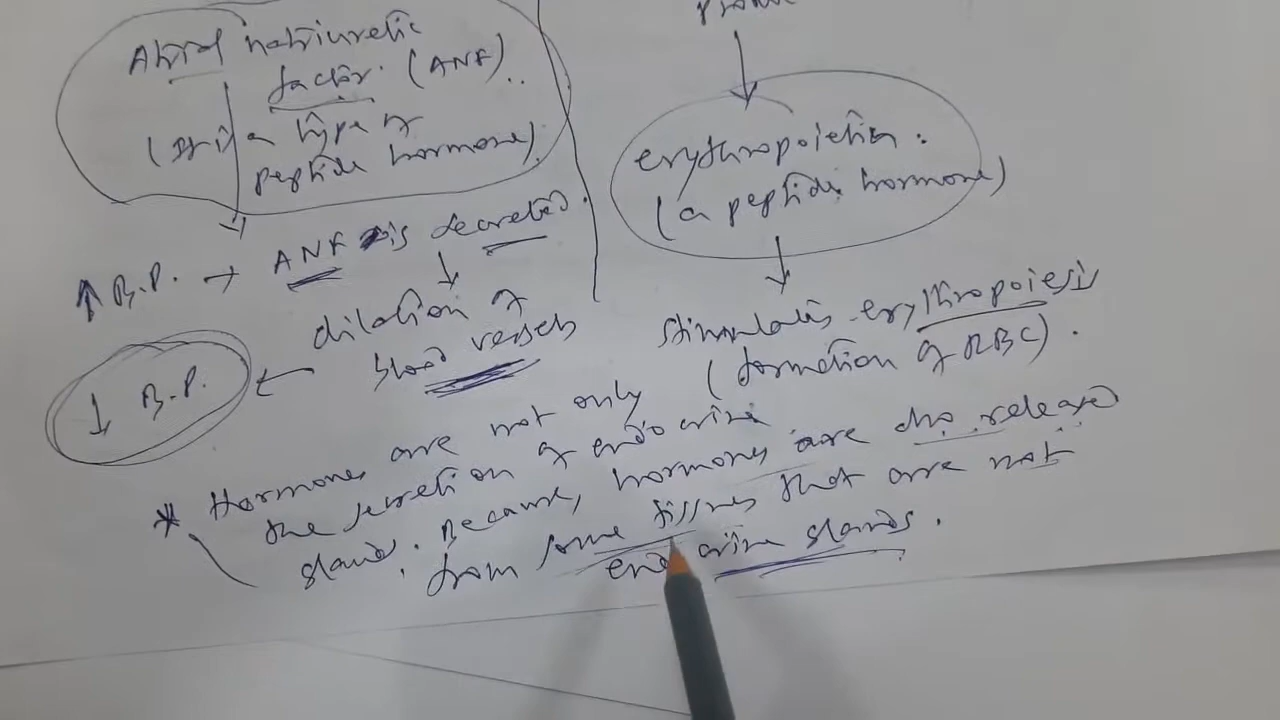 Atrial natriuretic
factor. (ANF)..
(It is a type of
peptide hormone).
↑ B.P. → ANF is secreted.
dilation of
blood vessels
↓ B.P.
erythropoietin.
(a peptide hormone)
stimulates erythropoiesis
(formation of RBC).
* Hormones are not only
the secretion of endocrine
glands. Because, hormones are also released
from some tissues that are not
endocrine glands.